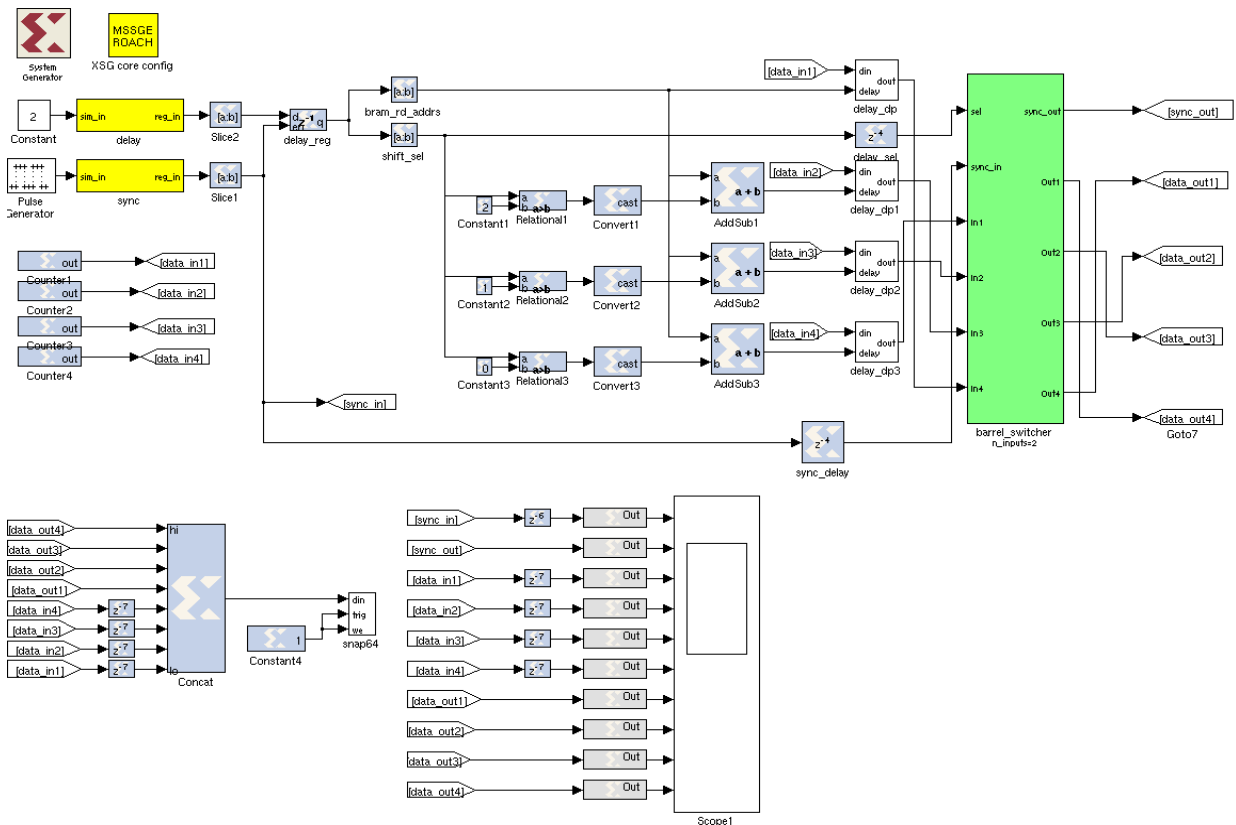 System
Generator
MSSGE
ROACH
XSG core config
2
Constant
sim_in
reg_in
delay
[a:b]
Slice2
Pulse
Generator
sim_in
reg_in
sync
[a:b]
Slice1
d
en
z-1
q
delay_reg
[a:b]
bram_rd_addrs
[a:b]
shift_sel
[data_in1]
din
delay
dout
delay_dp
z-4
delay_sel
2
Constant1
a
b
a>b
Relational1
cast
Convert1
a
b
a + b
AddSub1
[data_in2]
din
delay
dout
delay_dp1
1
Constant2
a
b
a>b
Relational2
cast
Convert2
a
b
a + b
AddSub2
[data_in3]
din
delay
dout
delay_dp2
0
Constant3
a
b
a>b
Relational3
cast
Convert3
a
b
a + b
AddSub3
[data_in4]
din
delay
dout
delay_dp3
sel
sync_in
In1
In2
In3
In4
sync_out
Out1
Out2
Out3
Out4
barrel_switcher
n_inputs=2
[sync_out]
[data_out1]
[data_out2]
[data_out3]
[data_out4]
Goto7
out
Counter1
[data_in1]
out
Counter2
[data_in2]
out
Counter3
[data_in3]
out
Counter4
[data_in4]
[sync_in]
z-4
sync_delay
[data_out4]
[data_out3]
[data_out2]
[data_out1]
[data_in4]
z-7
[data_in3]
z-7
[data_in2]
z-7
[data_in1]
z-7
hi
lo
Concat
1
Constant4
din
trig
we
snap64
[sync_in]
z-6
Out
[sync_out]
Out
[data_in1]
z-7
Out
[data_in2]
z-7
Out
[data_in3]
z-7
Out
[data_in4]
z-7
Out
[data_out1]
Out
[data_out2]
Out
[data_out3]
Out
[data_out4]
Out
Scope1